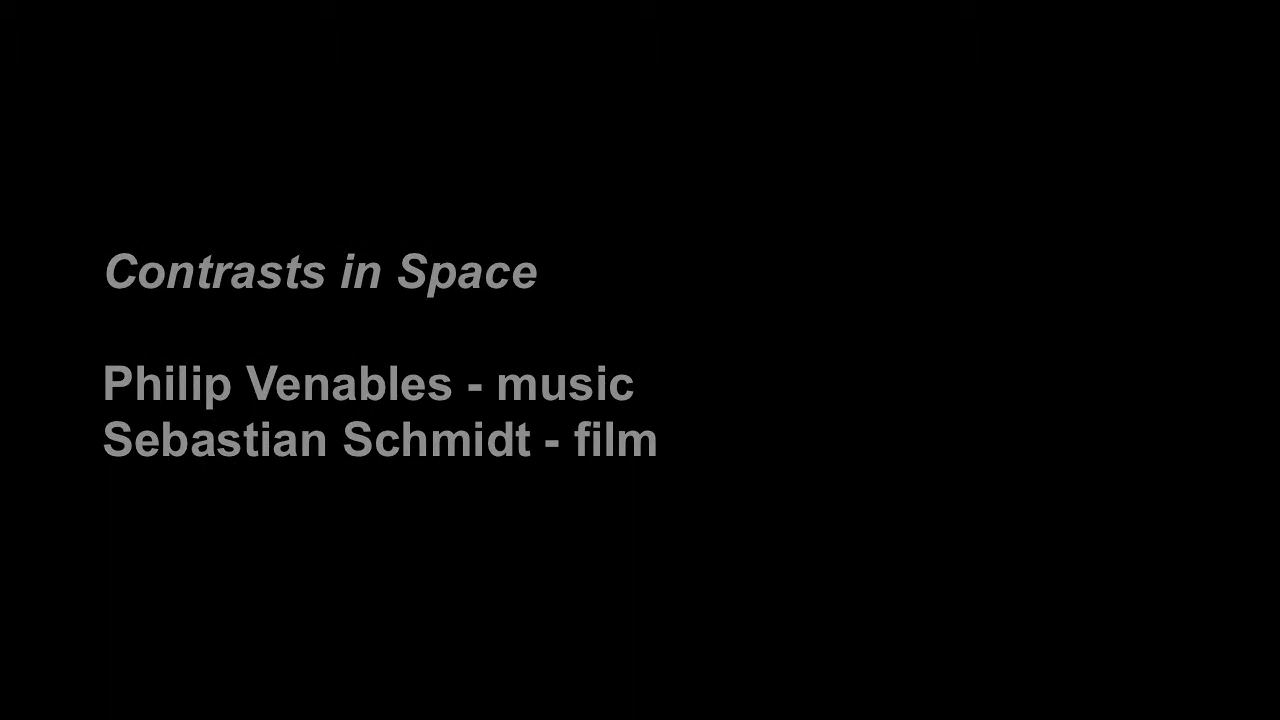 Contrasts in Space
Philip Venables - music
Sebastian Schmidt - film